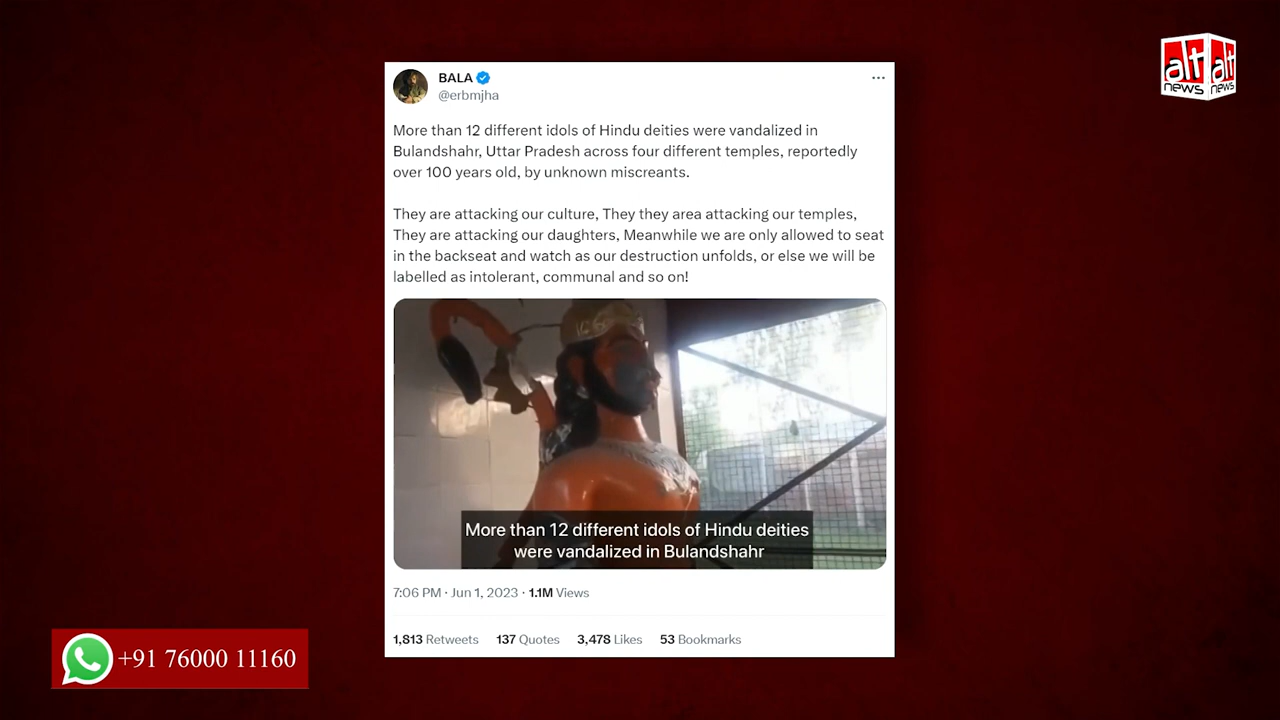 BALA
@erbmjha
More than 12 different idols of Hindu deities were vandalized in
Bulandshahr, Uttar Pradesh across four different temples, reportedly
over 100 years old, by unknown miscreants.
They are attacking our culture, They they area attacking our temples,
They are attacking our daughters, Meanwhile we are only allowed to seat
in the backseat and watch as our destruction unfolds, or else we will be
labelled as intolerant, communal and so on!
More than 12 different idols of Hindu deities
were vandalized in Bulandshahr
7:06 PM · Jun 1, 2023 · 1.1M Views
1,813 Retweets 137 Quotes 3,478 Likes 53 Bookmarks
alt alt
news news
+91 76000 11160